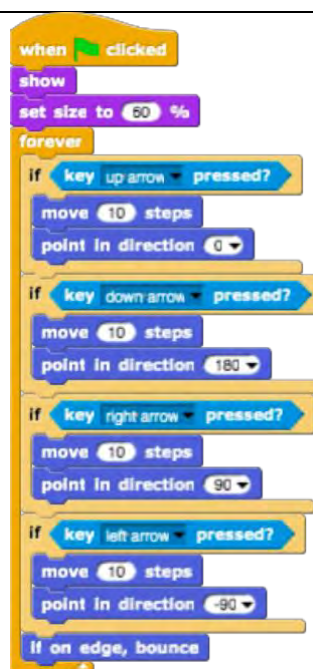 when clicked
show
set size to 60 %
forever
if key up arrow pressed?
move 10 steps
point in direction 0
if key down arrow pressed?
move 10 steps
point in direction 180
if key right arrow pressed?
move 10 steps
point in direction 90
if key left arrow pressed?
move 10 steps
point in direction -90
if on edge, bounce